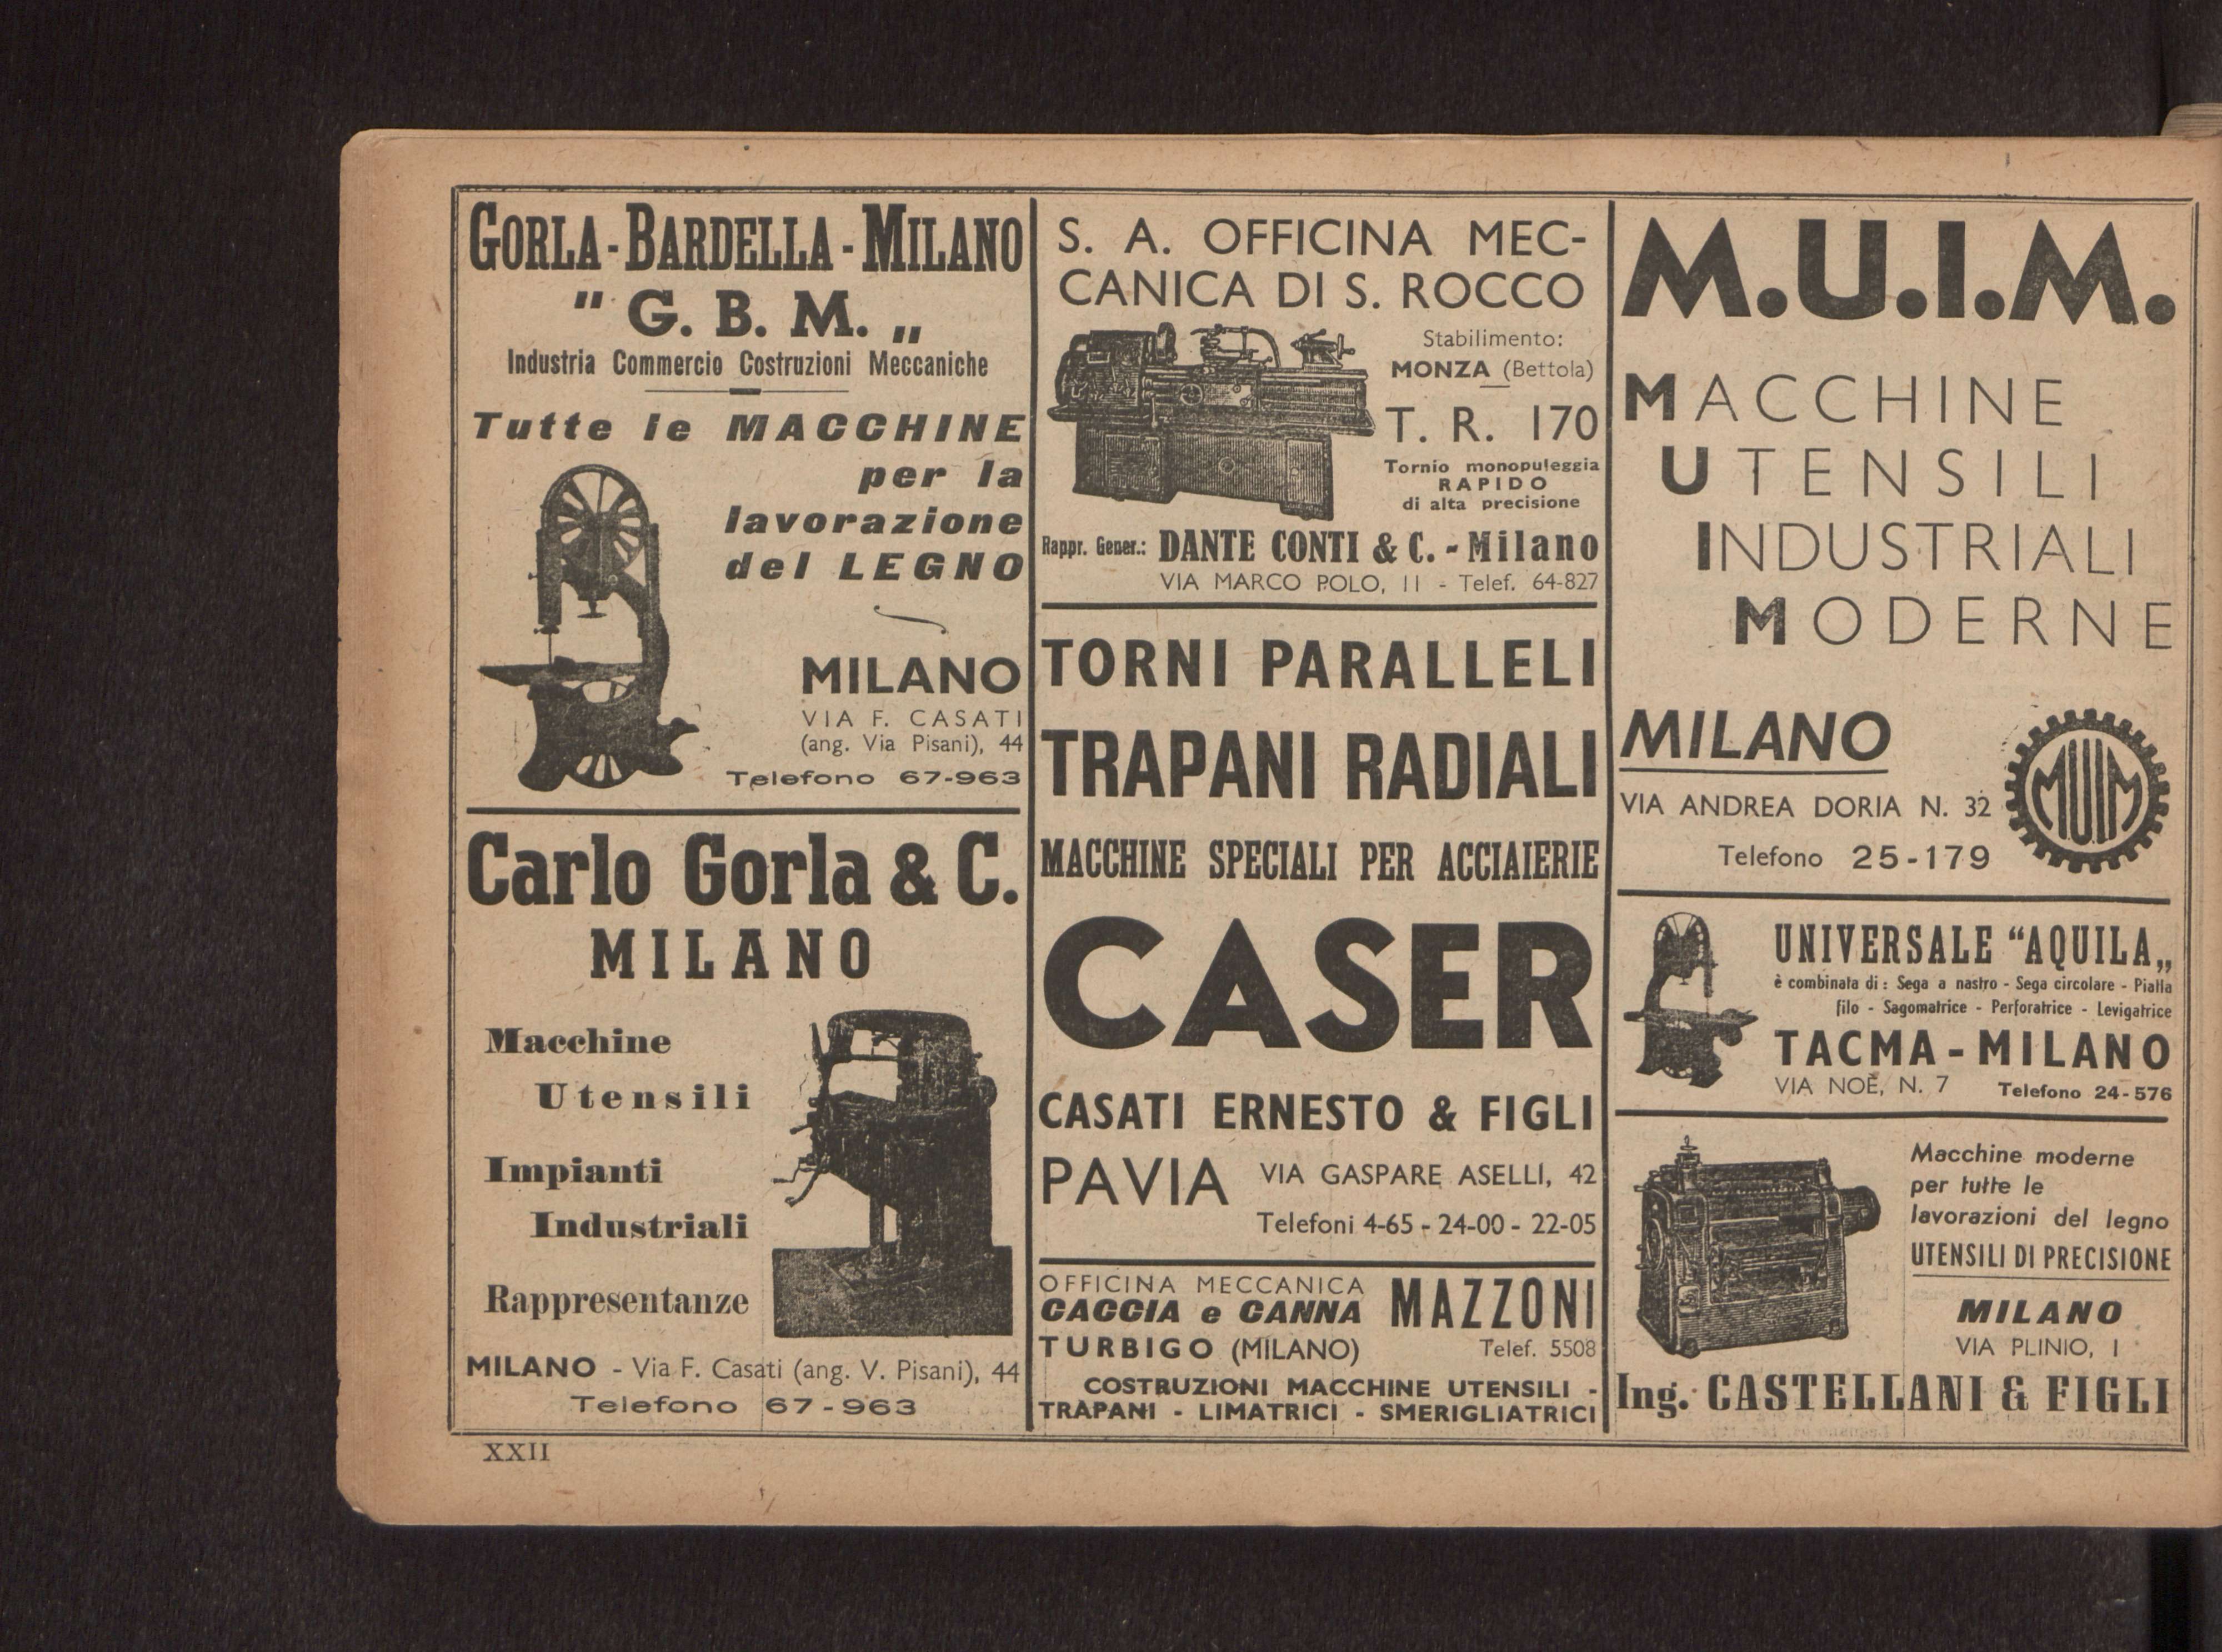 GORLA-BARDELLA-MILANO
" G. B. M. „
Industria Commercio Costruzioni Meccaniche
Tutte le MACCHINE
per la
lavorazione
del LEGNO
MILANO
VIA F. CASATI
(ang. Via Pisani), 44
Telefono 67-963
Carlo Gorla & C.
MILANO
Macchine
Utensili
Impianti
Industriali
Rappresentanze
MILANO - Via F. Casati (ang. V. Pisani), 44
Telefono 67-963
S. A. OFFICINA MEC-
CANICA DI S. ROCCO
Stabilimento:
MONZA (Bettola)
T. R. 170
Tornio monopuleggia
RAPIDO
di alta precisione
Rappr. Gener.: DANTE CONTI & C. - Milano
VIA MARCO POLO, 11 - Telef. 64-827
TORNI PARALLELI
TRAPANI RADIALI
MACCHINE SPECIALI PER ACCIAIERIE
CASER
CASATI ERNESTO & FIGLI
PAVIA VIA GASPARE ASELLI, 42
Telefoni 4-65 - 24-00 - 22-05
OFFICINA MECCANICA
CACCIA e CANNA MAZZONI
TURBIGO (MILANO) Telef. 5508
COSTRUZIONI MACCHINE UTENSILI -
TRAPANI - LIMATRICI - SMERIGLIATRICI
M.U.I.M.
MACCHINE
UTENSILI
INDUSTRIALI
MODERNE
MILANO
VIA ANDREA DORIA N. 32
Telefono 25-179
MUIM
UNIVERSALE “AQUILA„
è combinata di: Sega a nastro - Sega circolare - Pialla
filo - Sagomatrice - Perforatrice - Levigatrice
TACMA - MILANO
VIA NOÈ, N. 7 Telefono 24-576
Macchine moderne
per tutte le
lavorazioni del legno
UTENSILI DI PRECISIONE
MILANO
VIA PLINIO, 1
Ing. CASTELLANI & FIGLI
XXII